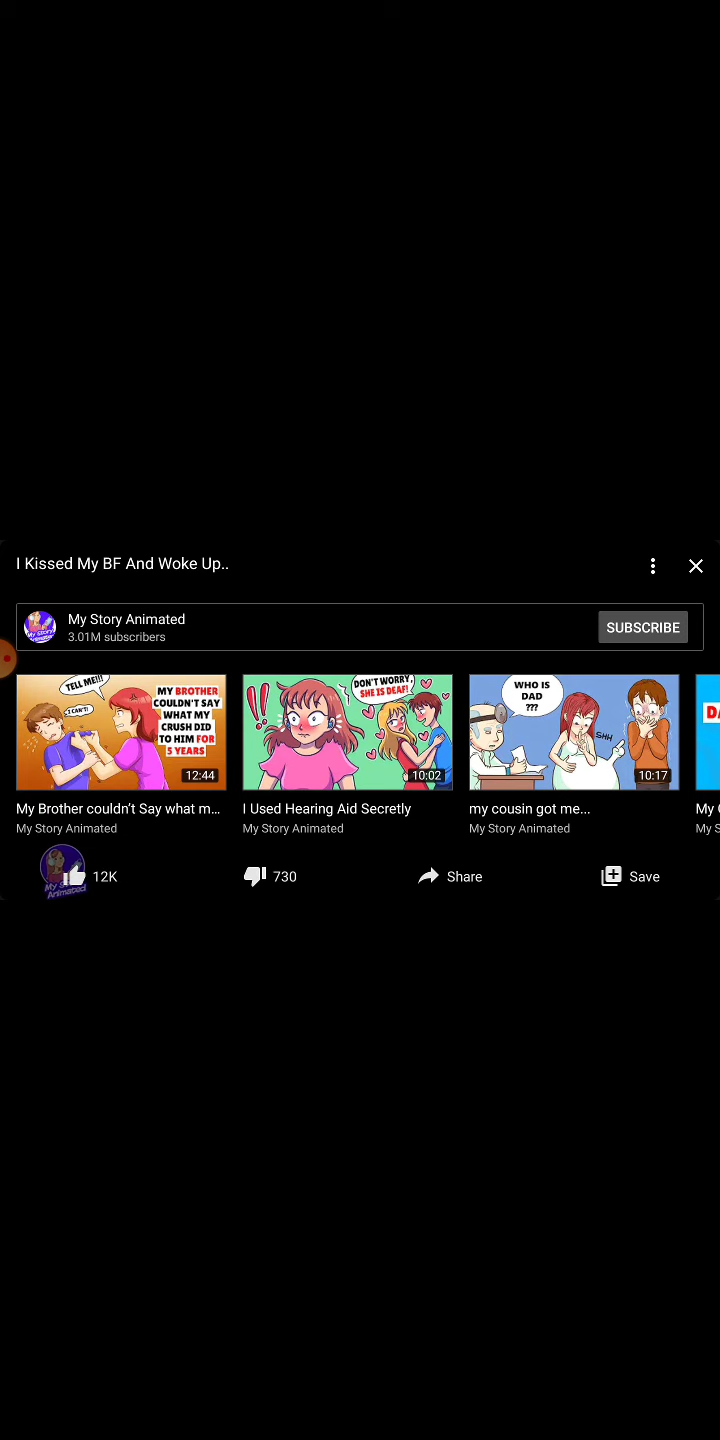 I Kissed My BF And Woke Up..
My Story Animated
3.01M subscribers
SUBSCRIBE
TELL ME!!!
I CAN'T!
MY BROTHER
COULDN'T SAY
WHAT MY
CRUSH DID
TO HIM FOR
5 YEARS
12:44
!!
DON'T WORRY,
SHE IS DEAF!
10:02
WHO IS
DAD
???
SHH
10:17
My Brother couldn't Say what m...
My Story Animated
I Used Hearing Aid Secretly
My Story Animated
my cousin got me...
My Story Animated
12K
730
Share
Save